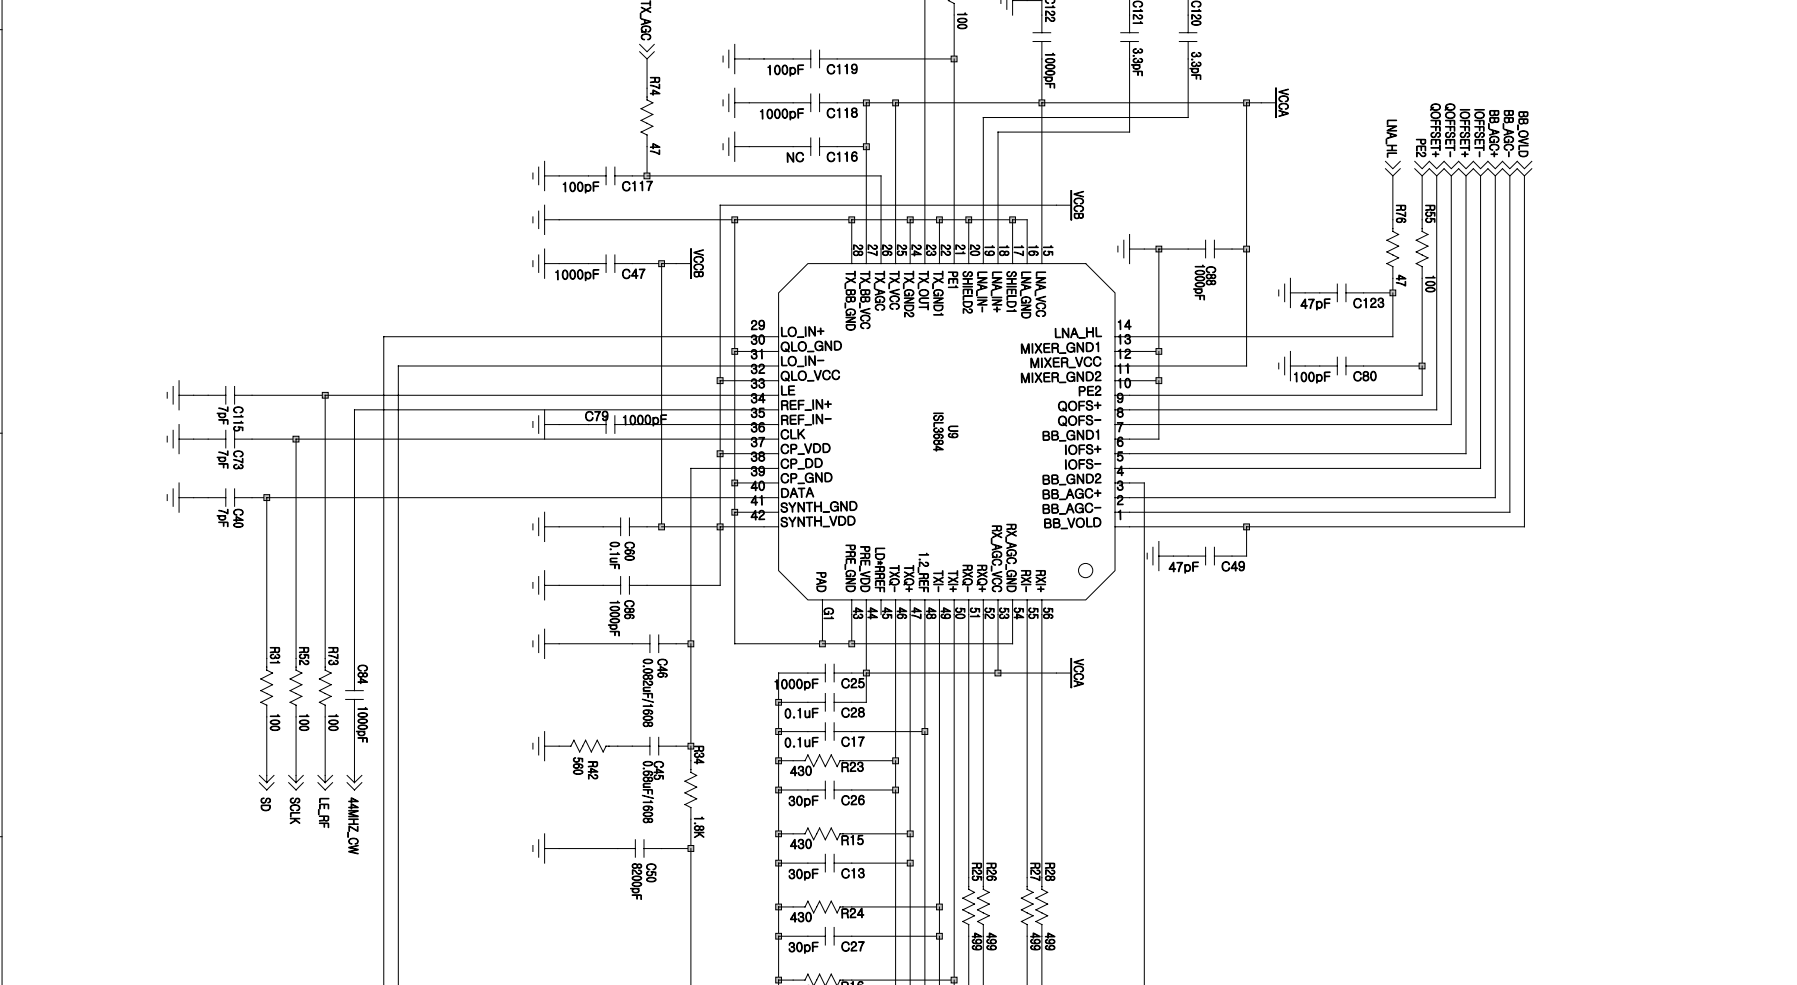 TX_AGC
R74
47
100
C122
1000pF
C121
3.3pF
C120
3.3pF
100pF C119
1000pF C118
NC C116
100pF C117
VCCA
VCCB
1000pF C47
VCCB
LNA_HL
PE2
QOFFSET+
QOFFSET-
IOFFSET+
IOFFSET-
BB_AGC+
BB_AGC-
BB_OVLD
R76
47
R55
100
C88
1000pF
47pF C123
100pF C80
28
27
26
25
24
23
22
21
20
19
18
17
16
15
TX_BB_GND
TX_BB_VCC
TX_AGC
TX_VCC
TX_GND2
TX_OUT
TX_GND1
PE1
SHIELD2
LNA_IN-
LNA_IN+
SHIELD1
LNA_GND
LNA_VCC
29 LO_IN+
30 QLO_GND
31 LO_IN-
32 QLO_VCC
33 LE
34 REF_IN+
35 REF_IN-
36 CLK
37 CP_VDD
38 CP_DD
39 CP_GND
40 DATA
41 SYNTH_GND
42 SYNTH_VDD
LNA_HL 14
MIXER_GND1 13
MIXER_VCC 12
MIXER_GND2 11
PE2 10
QOFS+ 9
QOFS- 8
BB_GND1 7
IOFS+ 6
IOFS- 5
BB_GND2 4
BB_AGC+ 3
BB_AGC- 2
BB_VOLD 1
U9
ISL3684
C115
7pF
C73
7pF
C40
7pF
C79 1000pF
C60
0.1uF
C86
1000pF
47pF C49
PAD
PRE_GND
PRE_VDD
LD*RREF
TXQ-
TXQ+
1.2_REF
TXI-
TXI+
RXQ-
RXQ+
RX_AGC_VCC
RX_AGC_GND
RXI-
RXI+
G1
43
44
45
46
47
48
49
50
51
52
53
54
55
56
C46
0.082uF/1608
R42
560
C45
0.68uF/1608
R34
1.8K
C50
8200pF
R31
100
R52
100
R73
100
C84
1000pF
SD
SCLK
LE_RF
44MHZ_CW
VCCA
1000pF C25
0.1uF C28
0.1uF C17
430 R23
30pF C26
430 R15
30pF C13
430 R24
30pF C27
R16
R25
499
R26
499
R27
499
R28
499